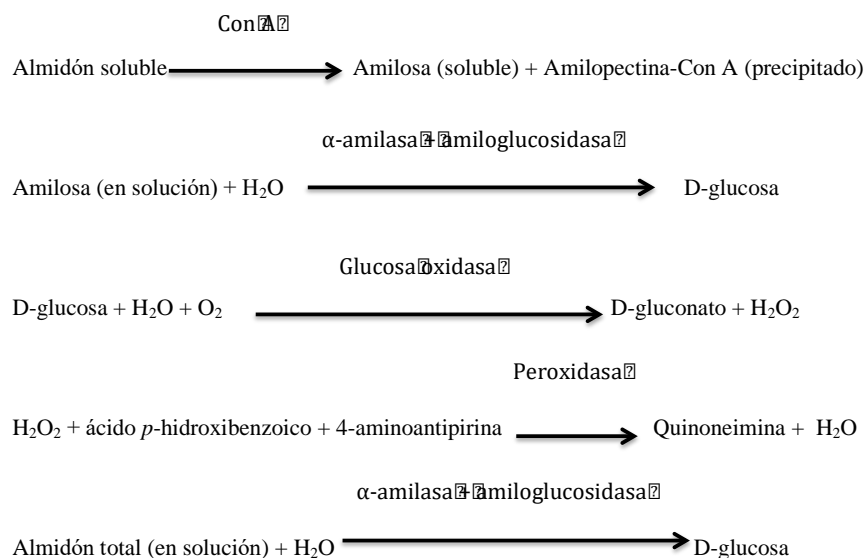 Con A
Almidón soluble Amilosa (soluble) + Amilopectina-Con A (precipitado)
α-amilasa + amiloglucosidasa
Amilosa (en solución) + H₂O D-glucosa
Glucosa oxidasa
D-glucosa + H₂O + O₂ D-gluconato + H₂O₂
Peroxidasa
H₂O₂ + ácido p-hidroxibenzoico + 4-aminoantipirina Quinoneimina + H₂O
α-amilasa + amiloglucosidasa
Almidón total (en solución) + H₂O D-glucosa